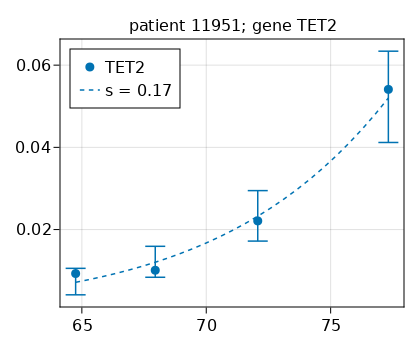 patient 11951; gene TET2
TET2
s = 0.17
0.06
0.04
0.02
65 70 75